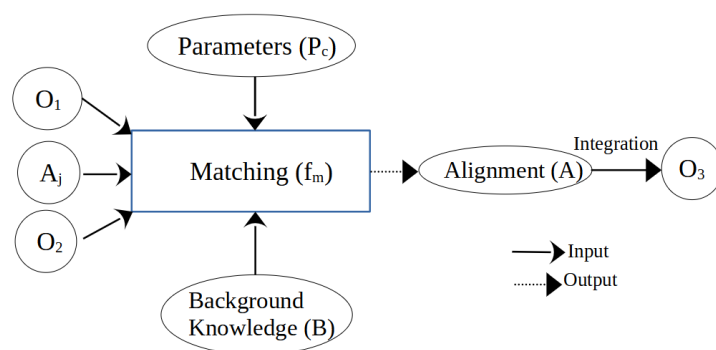 Parameters (Pc)
O1
Aj
O2
Matching (fm)
Alignment (A)
Integration
O3
Background
Knowledge (B)
Input
Output